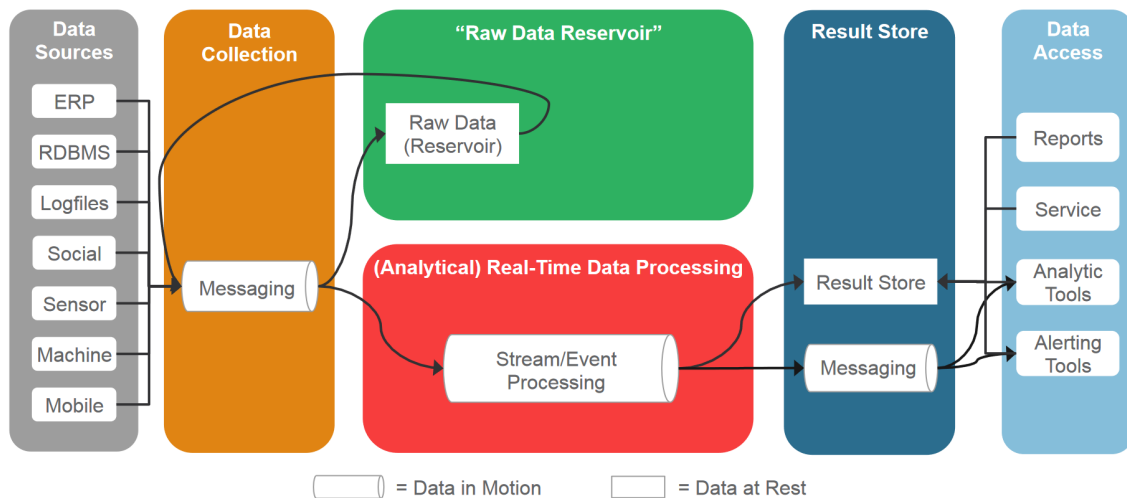 Data
Sources
ERP
RDBMS
Logfiles
Social
Sensor
Machine
Mobile
Data
Collection
Messaging
“Raw Data Reservoir”
Raw Data
(Reservoir)
(Analytical) Real-Time Data Processing
Stream/Event
Processing
Result Store
Result Store
Messaging
Data
Access
Reports
Service
Analytic
Tools
Alerting
Tools
= Data in Motion
= Data at Rest